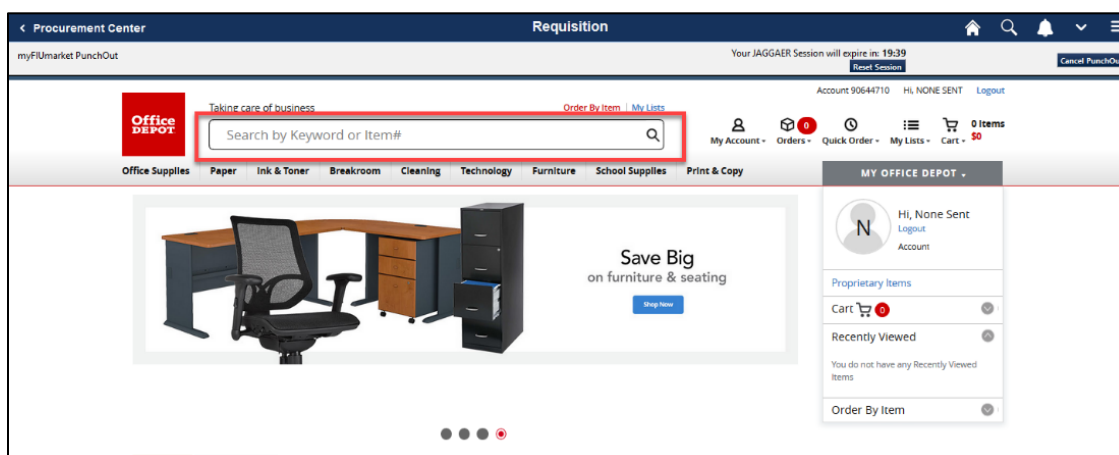 Procurement Center
Requisition
myFIUmarket PunchOut
Your JAGGAER Session will expire in: 19:39
Reset Session
Cancel PunchOu
Account 90644710 Hi, NONE SENT Logout
Office DEPOT
Taking care of business
Order By Item | My Lists
Search by Keyword or Item#
My Account
Orders
0
Quick Order
My Lists
Cart
0 Items
$0
Office Supplies Paper Ink & Toner Breakroom Cleaning Technology Furniture School Supplies Print & Copy
MY OFFICE DEPOT
Save Big
on furniture & seating
Shop Now
N
Hi, None Sent
Logout
Account
Proprietary Items
Cart 0
Recently Viewed
You do not have any Recently Viewed
Items
Order By Item